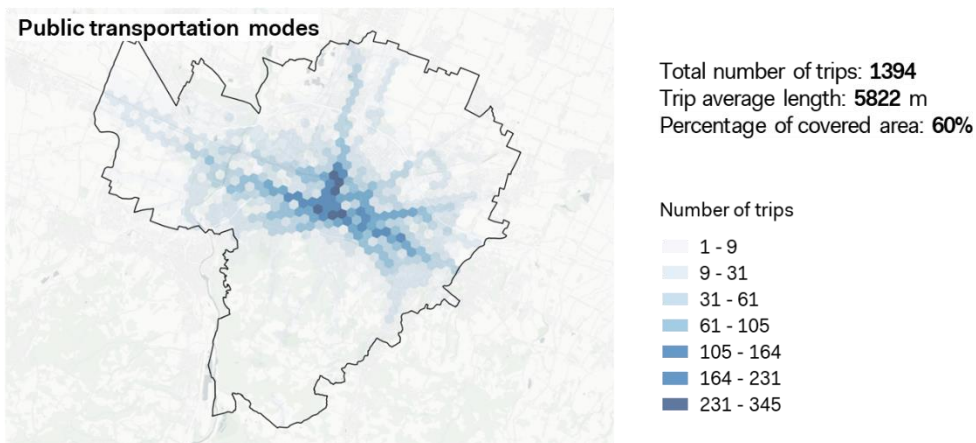 Public transportation modes
Total number of trips: 1394
Trip average length: 5822 m
Percentage of covered area: 60%
Number of trips
1 - 9
9 - 31
31 - 61
61 - 105
105 - 164
164 - 231
231 - 345